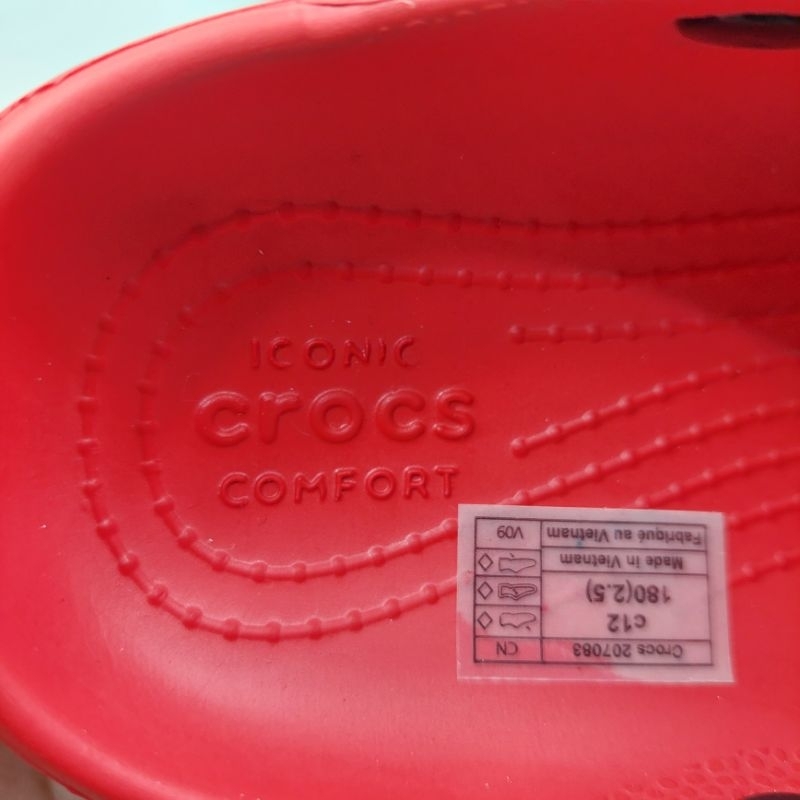 ICONIC
crocs
COMFORT
Crocs 207083 CN
c12
180(2.5)
Made in Vietnam
Fabriqué au Vietnam V09